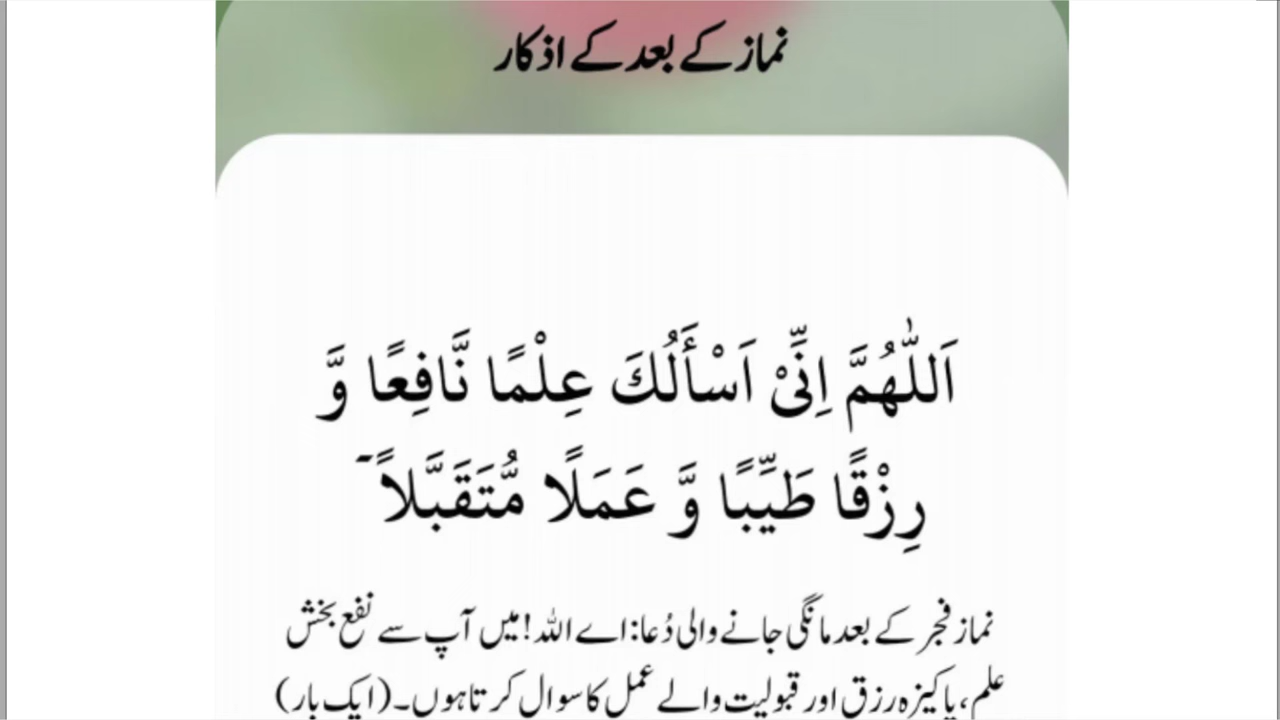 نماز کے بعد کے اذکار
اَللّٰهُمَّ اِنِّیْ اَسْأَلُكَ عِلْمًا نَّافِعًا وَّ
رِزْقًا طَيِّبًا وَّ عَمَلًا مُّتَقَبَّلاً-
نماز فجر کے بعد مانگی جانے والی دُعا: اے اللہ! میں آپ سے نفع بخش
علم، پاکیزہ رزق اور قبولیت والے عمل کا سوال کرتا ہوں۔ (ایک بار)